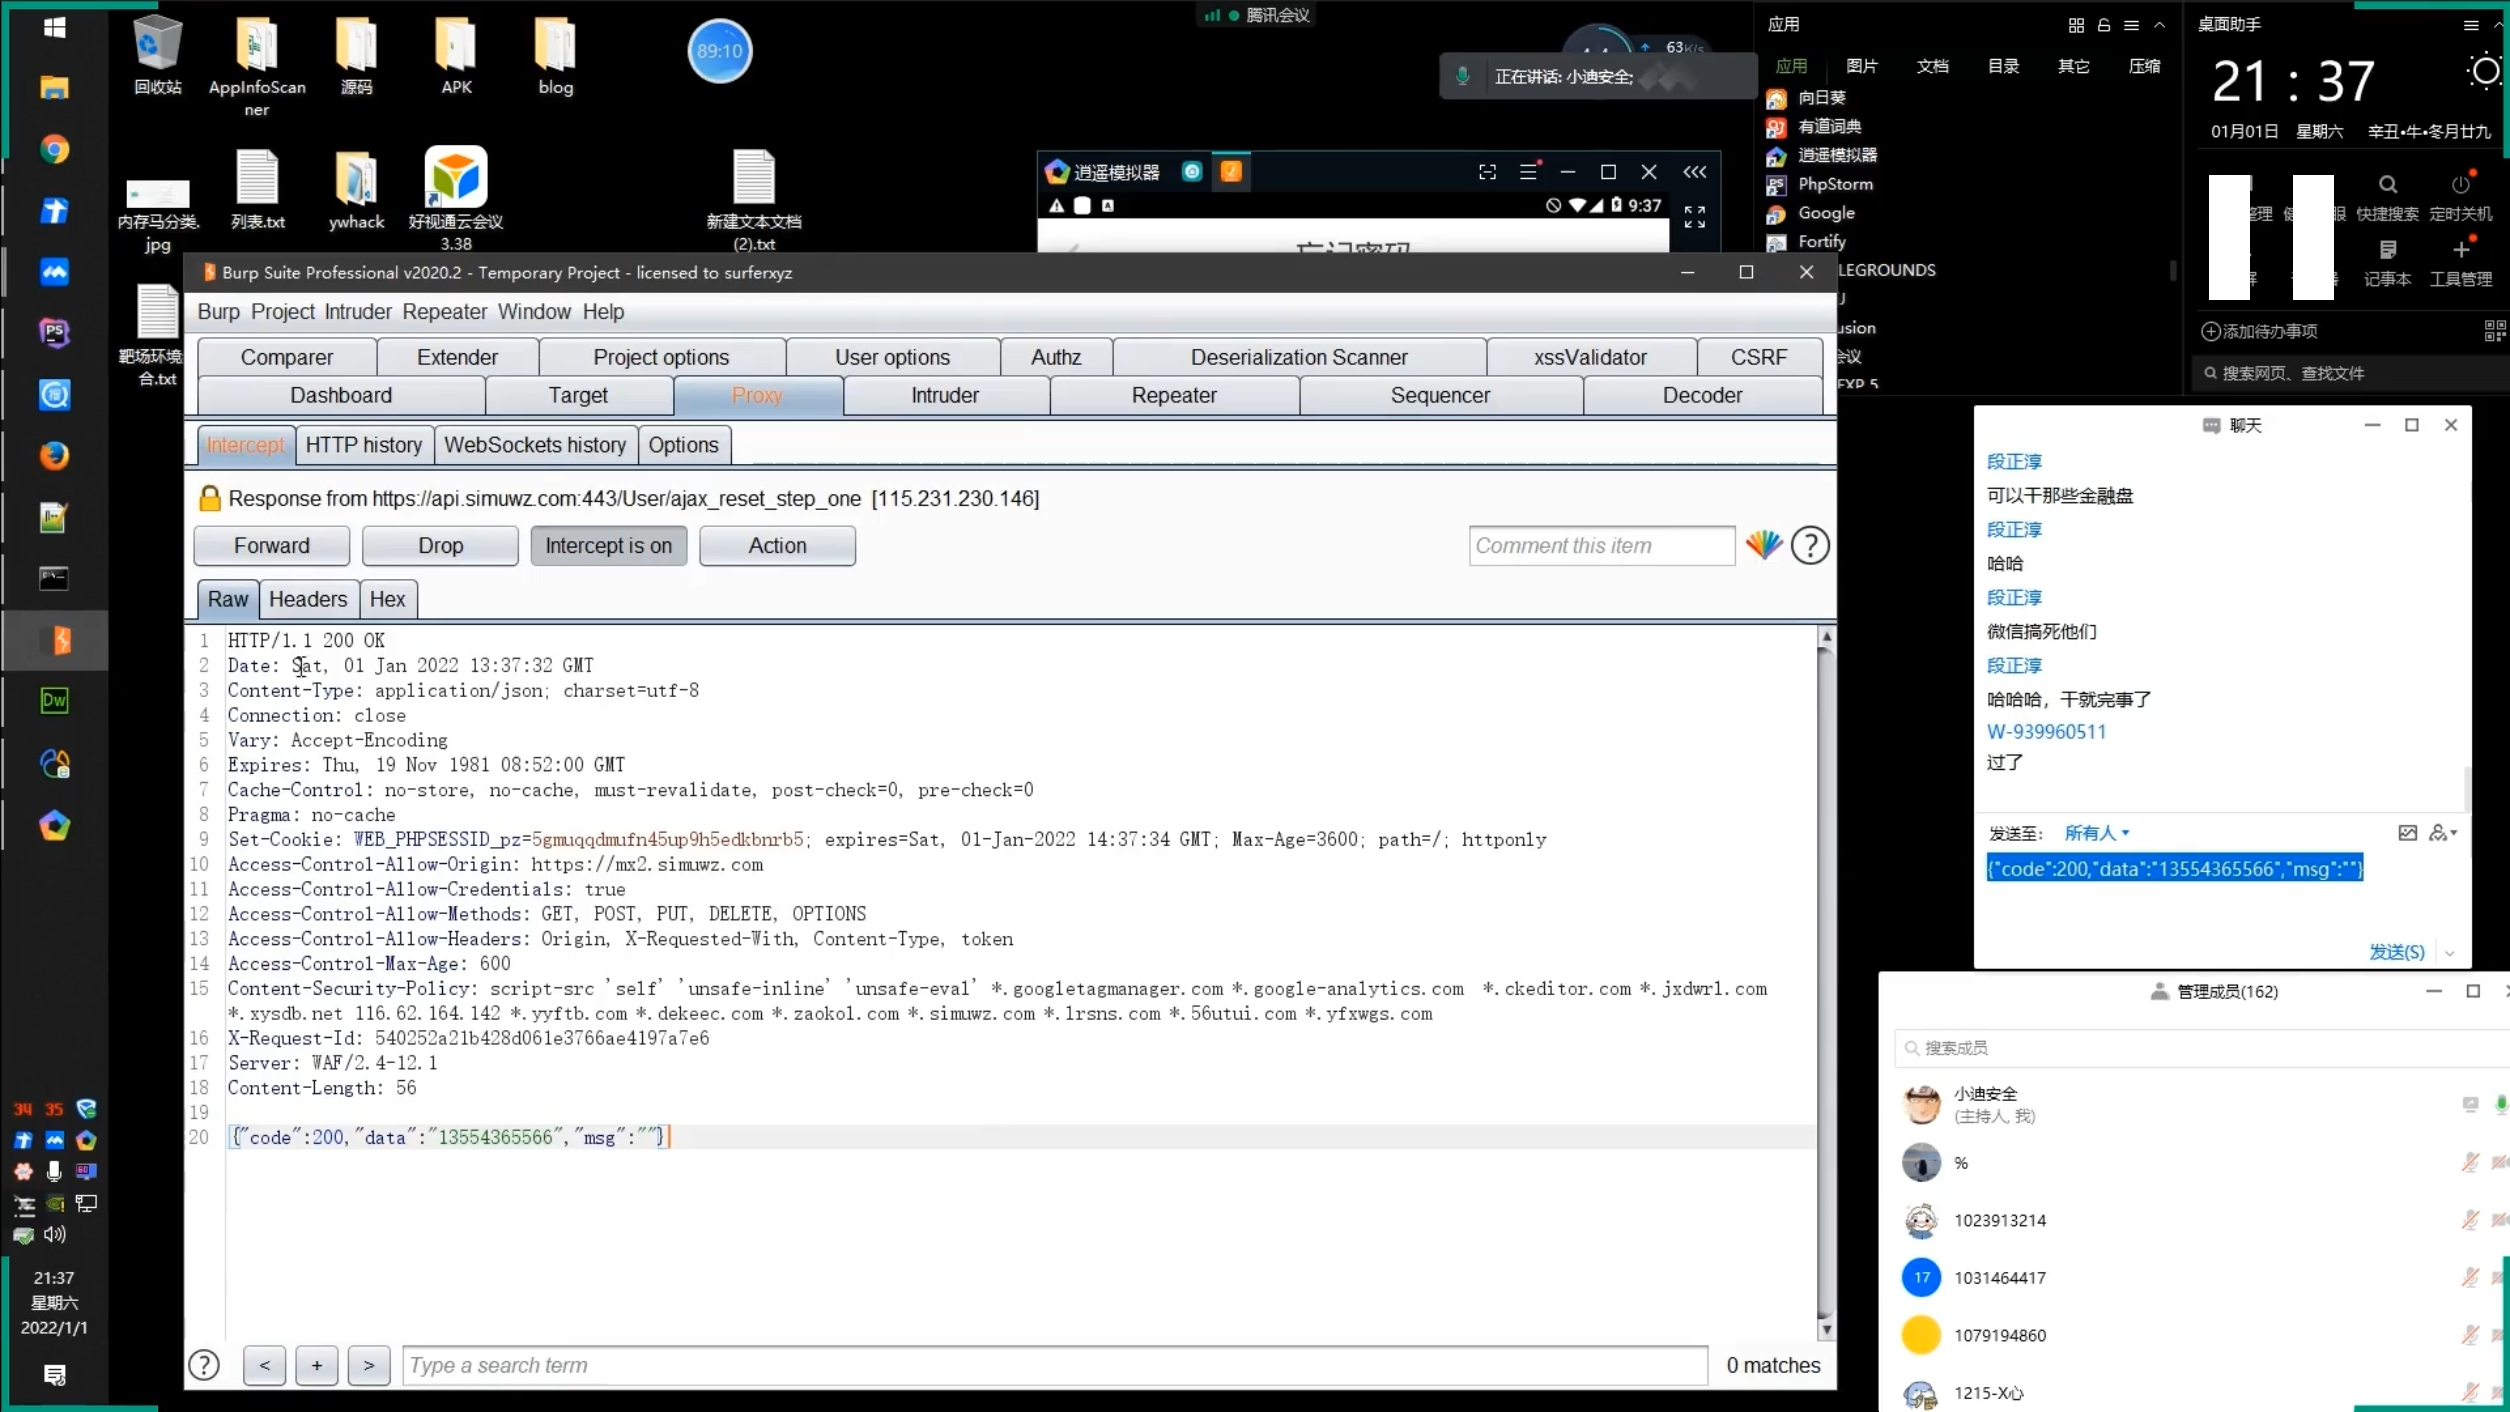 腾讯会议
89:10
63K/s
正在讲话: 小迪安全;
回收站
AppInfoScanner
源码
APK
blog
内存马分类.jpg
列表.txt
ywhack
好视通云会议 3.38
新建文本文档 (2).txt
靶场环境
合.txt
逍遥模拟器
9:37
忘记密码
应用
应用 图片 文档 目录 其它 压缩
向日葵
有道词典
逍遥模拟器
PhpStorm
Google
Fortify
LEGROUNDS
usion
会议
桌面助手
21 : 37
01月01日 星期六 辛丑•牛•冬月廿九
快捷搜索 定时关机
记事本 工具管理
添加待办事项
搜索网页、查找文件
Burp Suite Professional v2020.2 - Temporary Project - licensed to surferxyz
Burp Project Intruder Repeater Window Help
Comparer Extender Project options User options Authz Deserialization Scanner xssValidator CSRF
Dashboard Target Proxy Intruder Repeater Sequencer Decoder
Intercept HTTP history WebSockets history Options
Response from https://api.simuwz.com:443/User/ajax_reset_step_one [115.231.230.146]
Forward Drop Intercept is on Action Comment this item ?
Raw Headers Hex
1 HTTP/1.1 200 OK
2 Date: Sat, 01 Jan 2022 13:37:32 GMT
3 Content-Type: application/json; charset=utf-8
4 Connection: close
5 Vary: Accept-Encoding
6 Expires: Thu, 19 Nov 1981 08:52:00 GMT
7 Cache-Control: no-store, no-cache, must-revalidate, post-check=0, pre-check=0
8 Pragma: no-cache
9 Set-Cookie: WEB_PHPSESSID_pz=5gmuqqdmufn45up9h5edkbnrb5; expires=Sat, 01-Jan-2022 14:37:34 GMT; Max-Age=3600; path=/; httponly
10 Access-Control-Allow-Origin: https://mx2.simuwz.com
11 Access-Control-Allow-Credentials: true
12 Access-Control-Allow-Methods: GET, POST, PUT, DELETE, OPTIONS
13 Access-Control-Allow-Headers: Origin, X-Requested-With, Content-Type, token
14 Access-Control-Max-Age: 600
15 Content-Security-Policy: script-src 'self' 'unsafe-inline' 'unsafe-eval' *.googletagmanager.com *.google-analytics.com *.ckeditor.com *.jxdwrl.com
*.xysdb.net 116.62.164.142 *.yyftb.com *.dekeec.com *.zaokol.com *.simuwz.com *.lrsns.com *.56utui.com *.yfxwgs.com
16 X-Request-Id: 540252a21b428d061e3766ae4197a7e6
17 Server: WAF/2.4-12.1
18 Content-Length: 56
19
20 {"code":200,"data":"13554365566","msg":""}
? < + > Type a search term 0 matches
聊天
段正淳
可以干那些金融盘
段正淳
哈哈
段正淳
微信搞死他们
段正淳
哈哈哈，干就完事了
W-939960511
过了
发送至: 所有人
{"code":200,"data":"13554365566","msg":""}
发送(S)
管理成员(162)
搜索成员
小迪安全
(主持人, 我)
%
1023913214
17 1031464417
1079194860
1215-X心
34 35
21:37
星期六
2022/1/1